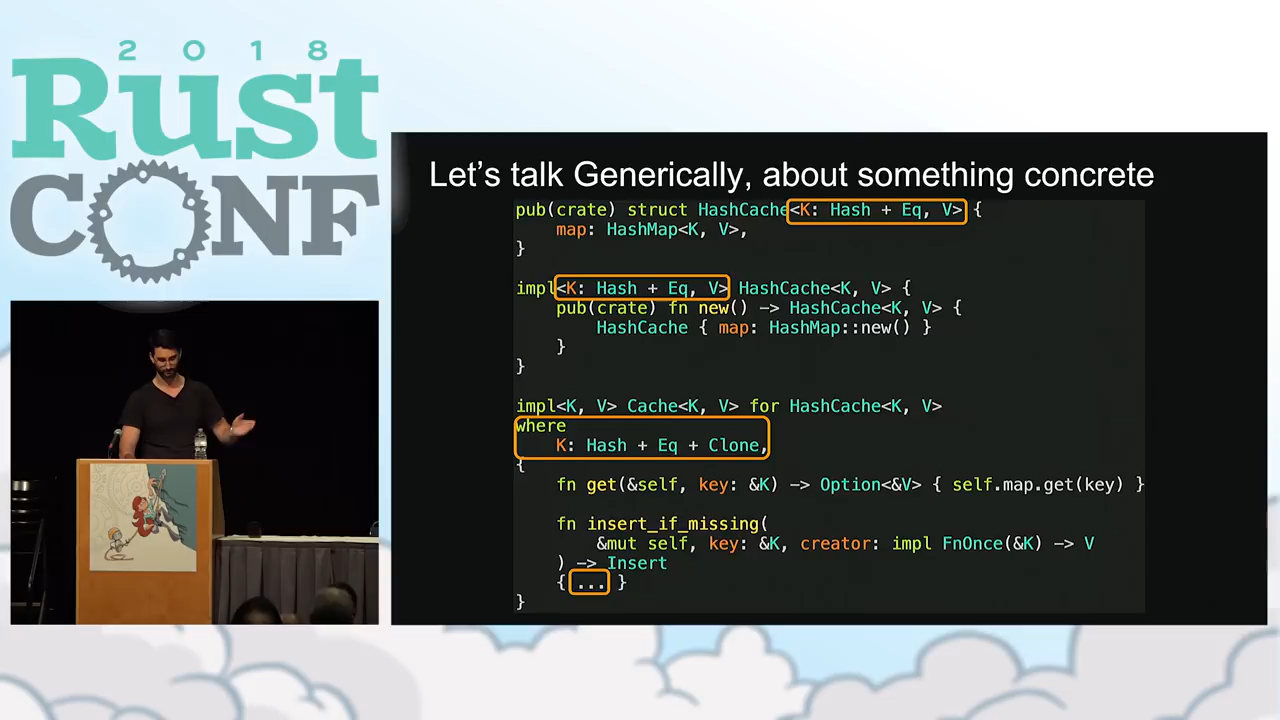 2018
Rust
CONF
Let's talk Generically, about something concrete
pub(crate) struct HashCache<K: Hash + Eq, V> {
    map: HashMap<K, V>,
}
impl<K: Hash + Eq, V> HashCache<K, V> {
    pub(crate) fn new() -> HashCache<K, V> {
        HashCache { map: HashMap::new() }
    }
}
impl<K, V> Cache<K, V> for HashCache<K, V>
where
    K: Hash + Eq + Clone,
{
    fn get(&self, key: &K) -> Option<&V> { self.map.get(key) }
    fn insert_if_missing(
        &mut self, key: &K, creator: impl FnOnce(&K) -> V
    ) -> Insert
    { ... }
}